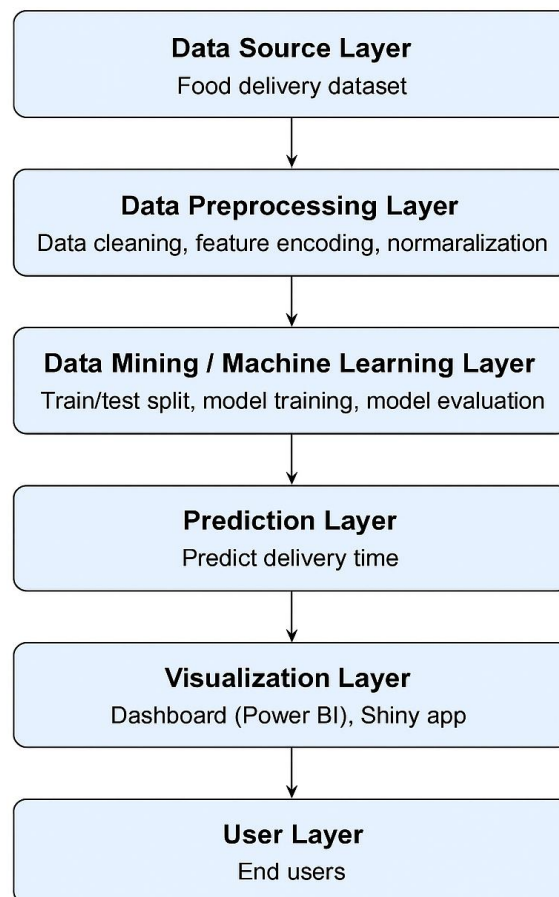 Data Source Layer
Food delivery dataset
Data Preprocessing Layer
Data cleaning, feature encoding, normaralization
Data Mining / Machine Learning Layer
Train/test split, model training, model evaluation
Prediction Layer
Predict delivery time
Visualization Layer
Dashboard (Power BI), Shiny app
User Layer
End users